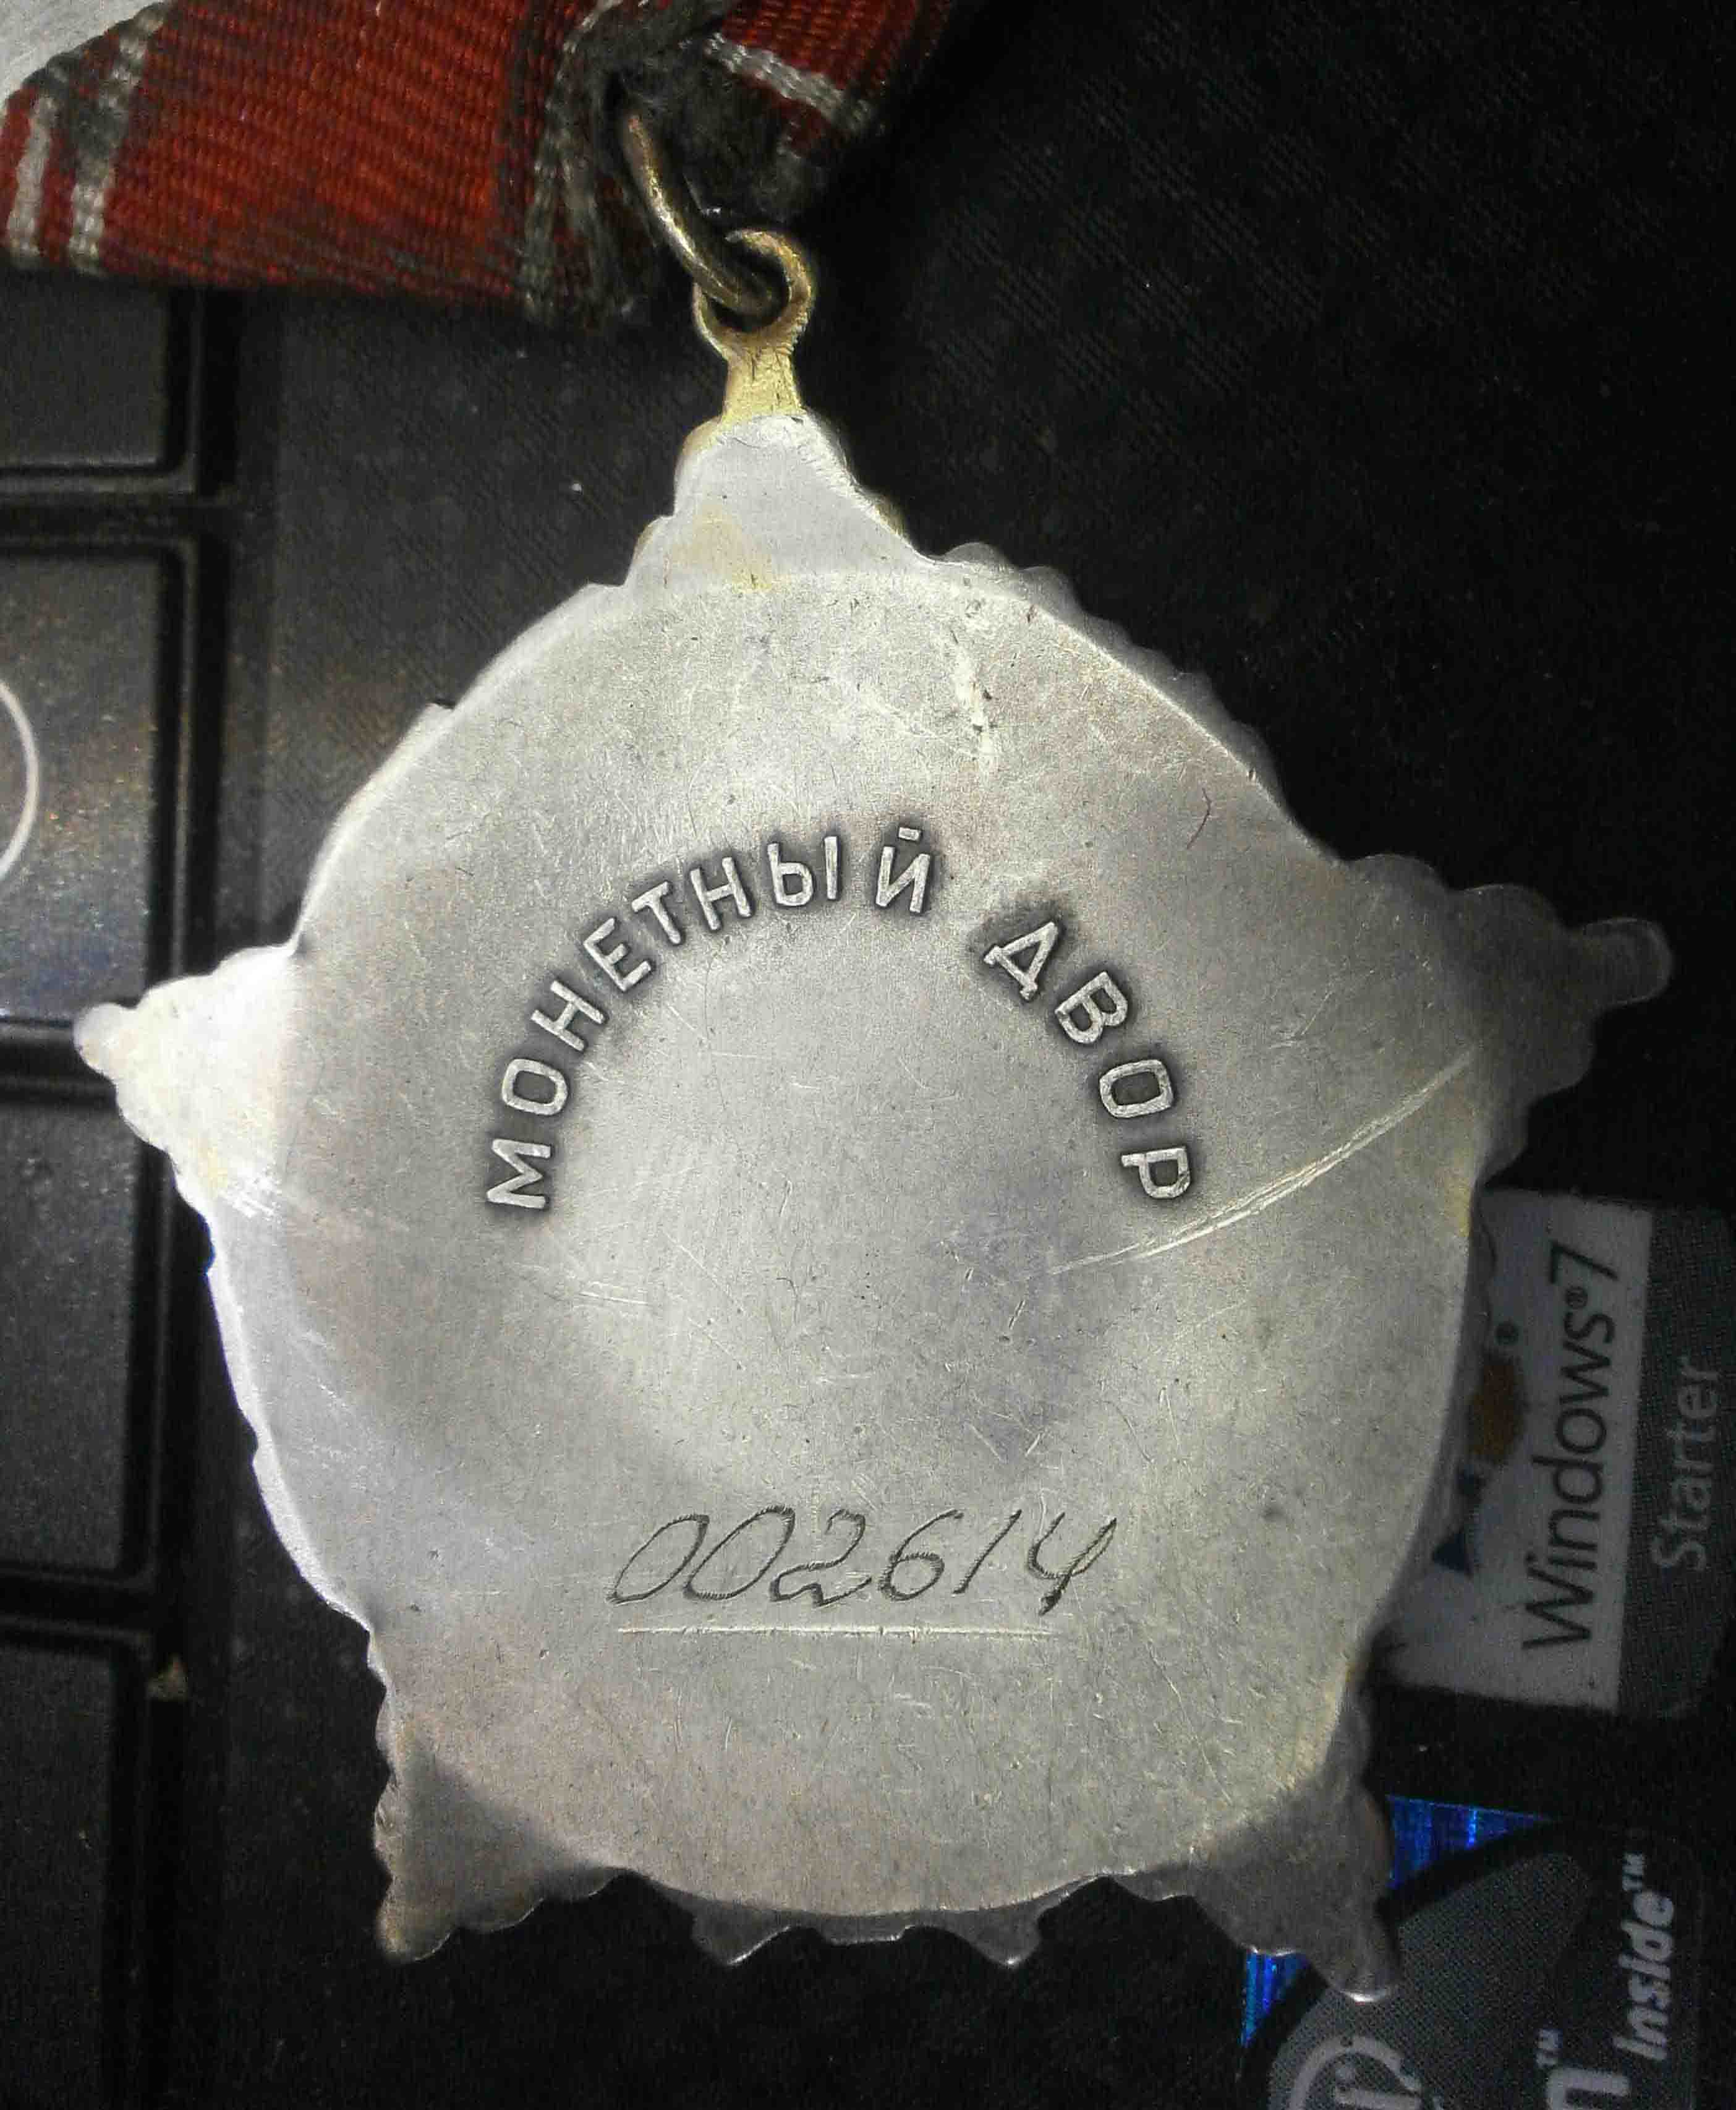 МОНЕТНЫЙ ДВОР
002614
Windows®7
Starter
inside™